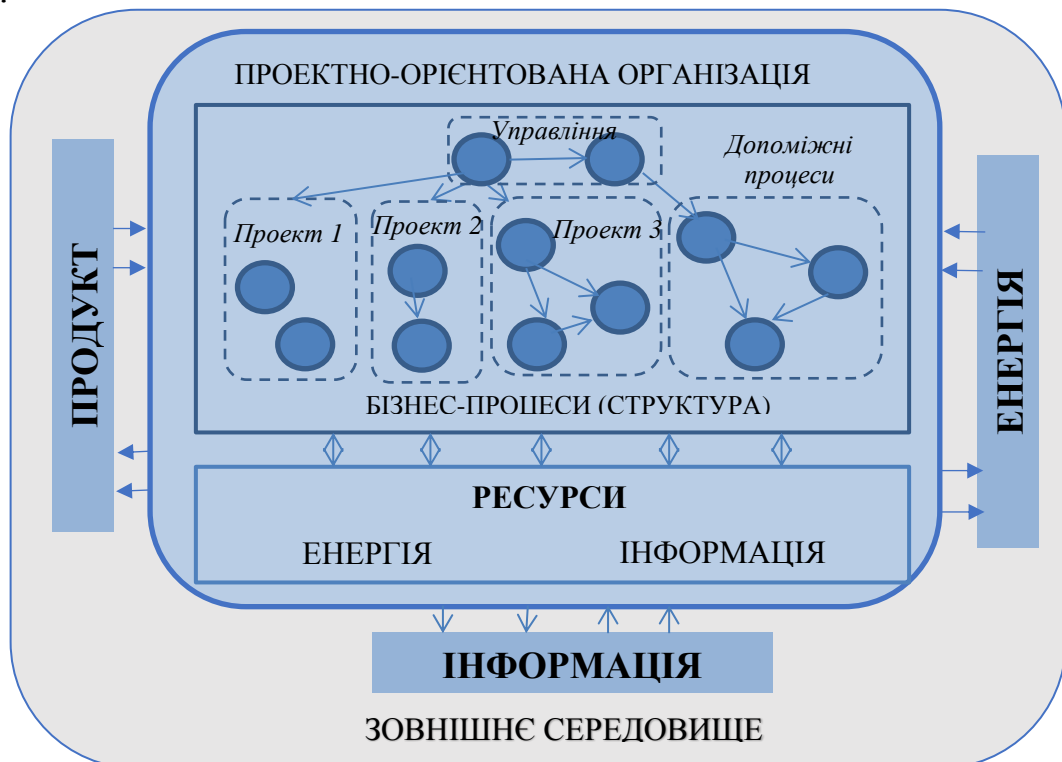 ПРОЕКТНО-ОРІЄНТОВАНА ОРГАНІЗАЦІЯ
Управління
Допоміжні
процеси
Проект 1
Проект 2
Проект 3
БІЗНЕС-ПРОЦЕСИ (СТРУКТУРА)
ПРОДУКТ
ЕНЕРГІЯ
РЕСУРСИ
ЕНЕРГІЯ
ІНФОРМАЦІЯ
ІНФОРМАЦІЯ
ЗОВНІШНЄ СЕРЕДОВИЩЕ